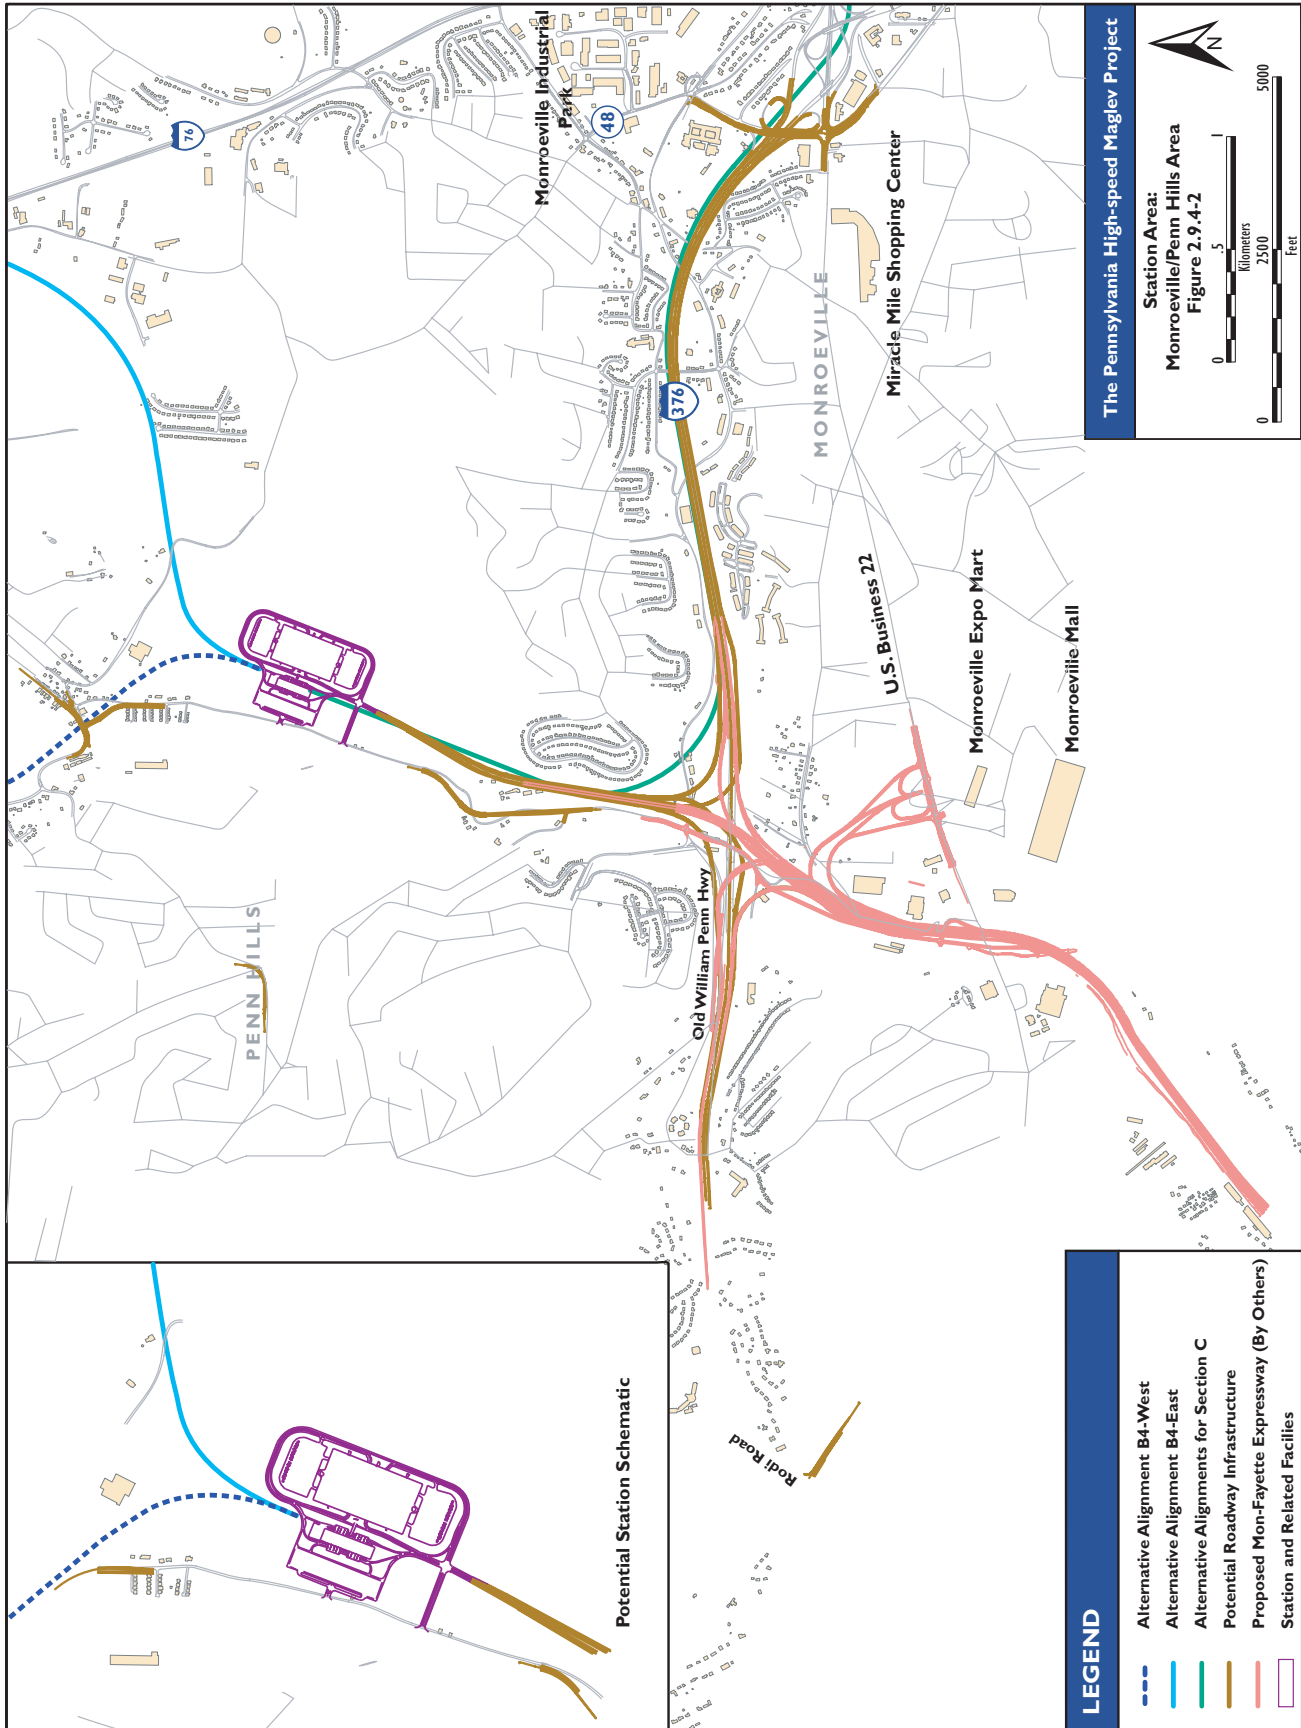 Potential Station Schematic
PENN HILLS
76
Monroeville Industrial
Park
48
376
MONROEVILLE
Miracle Mile Shopping Center
Old William Penn Hwy
U.S. Business 22
Monroeville Expo Mart
Monroeville Mall
Rodi Road
LEGEND
Alternative Alignment B4-West
Alternative Alignment B4-East
Alternative Alignments for Section C
Potential Roadway Infrastructure
Proposed Mon-Fayette Expressway (By Others)
Station and Related Facilies
The Pennsylvania High-speed Maglev Project
Station Area:
Monroeville/Penn Hills Area
Figure 2.9.4-2
0 .5 1
Kilometers
0 2500 5000
Feet
N